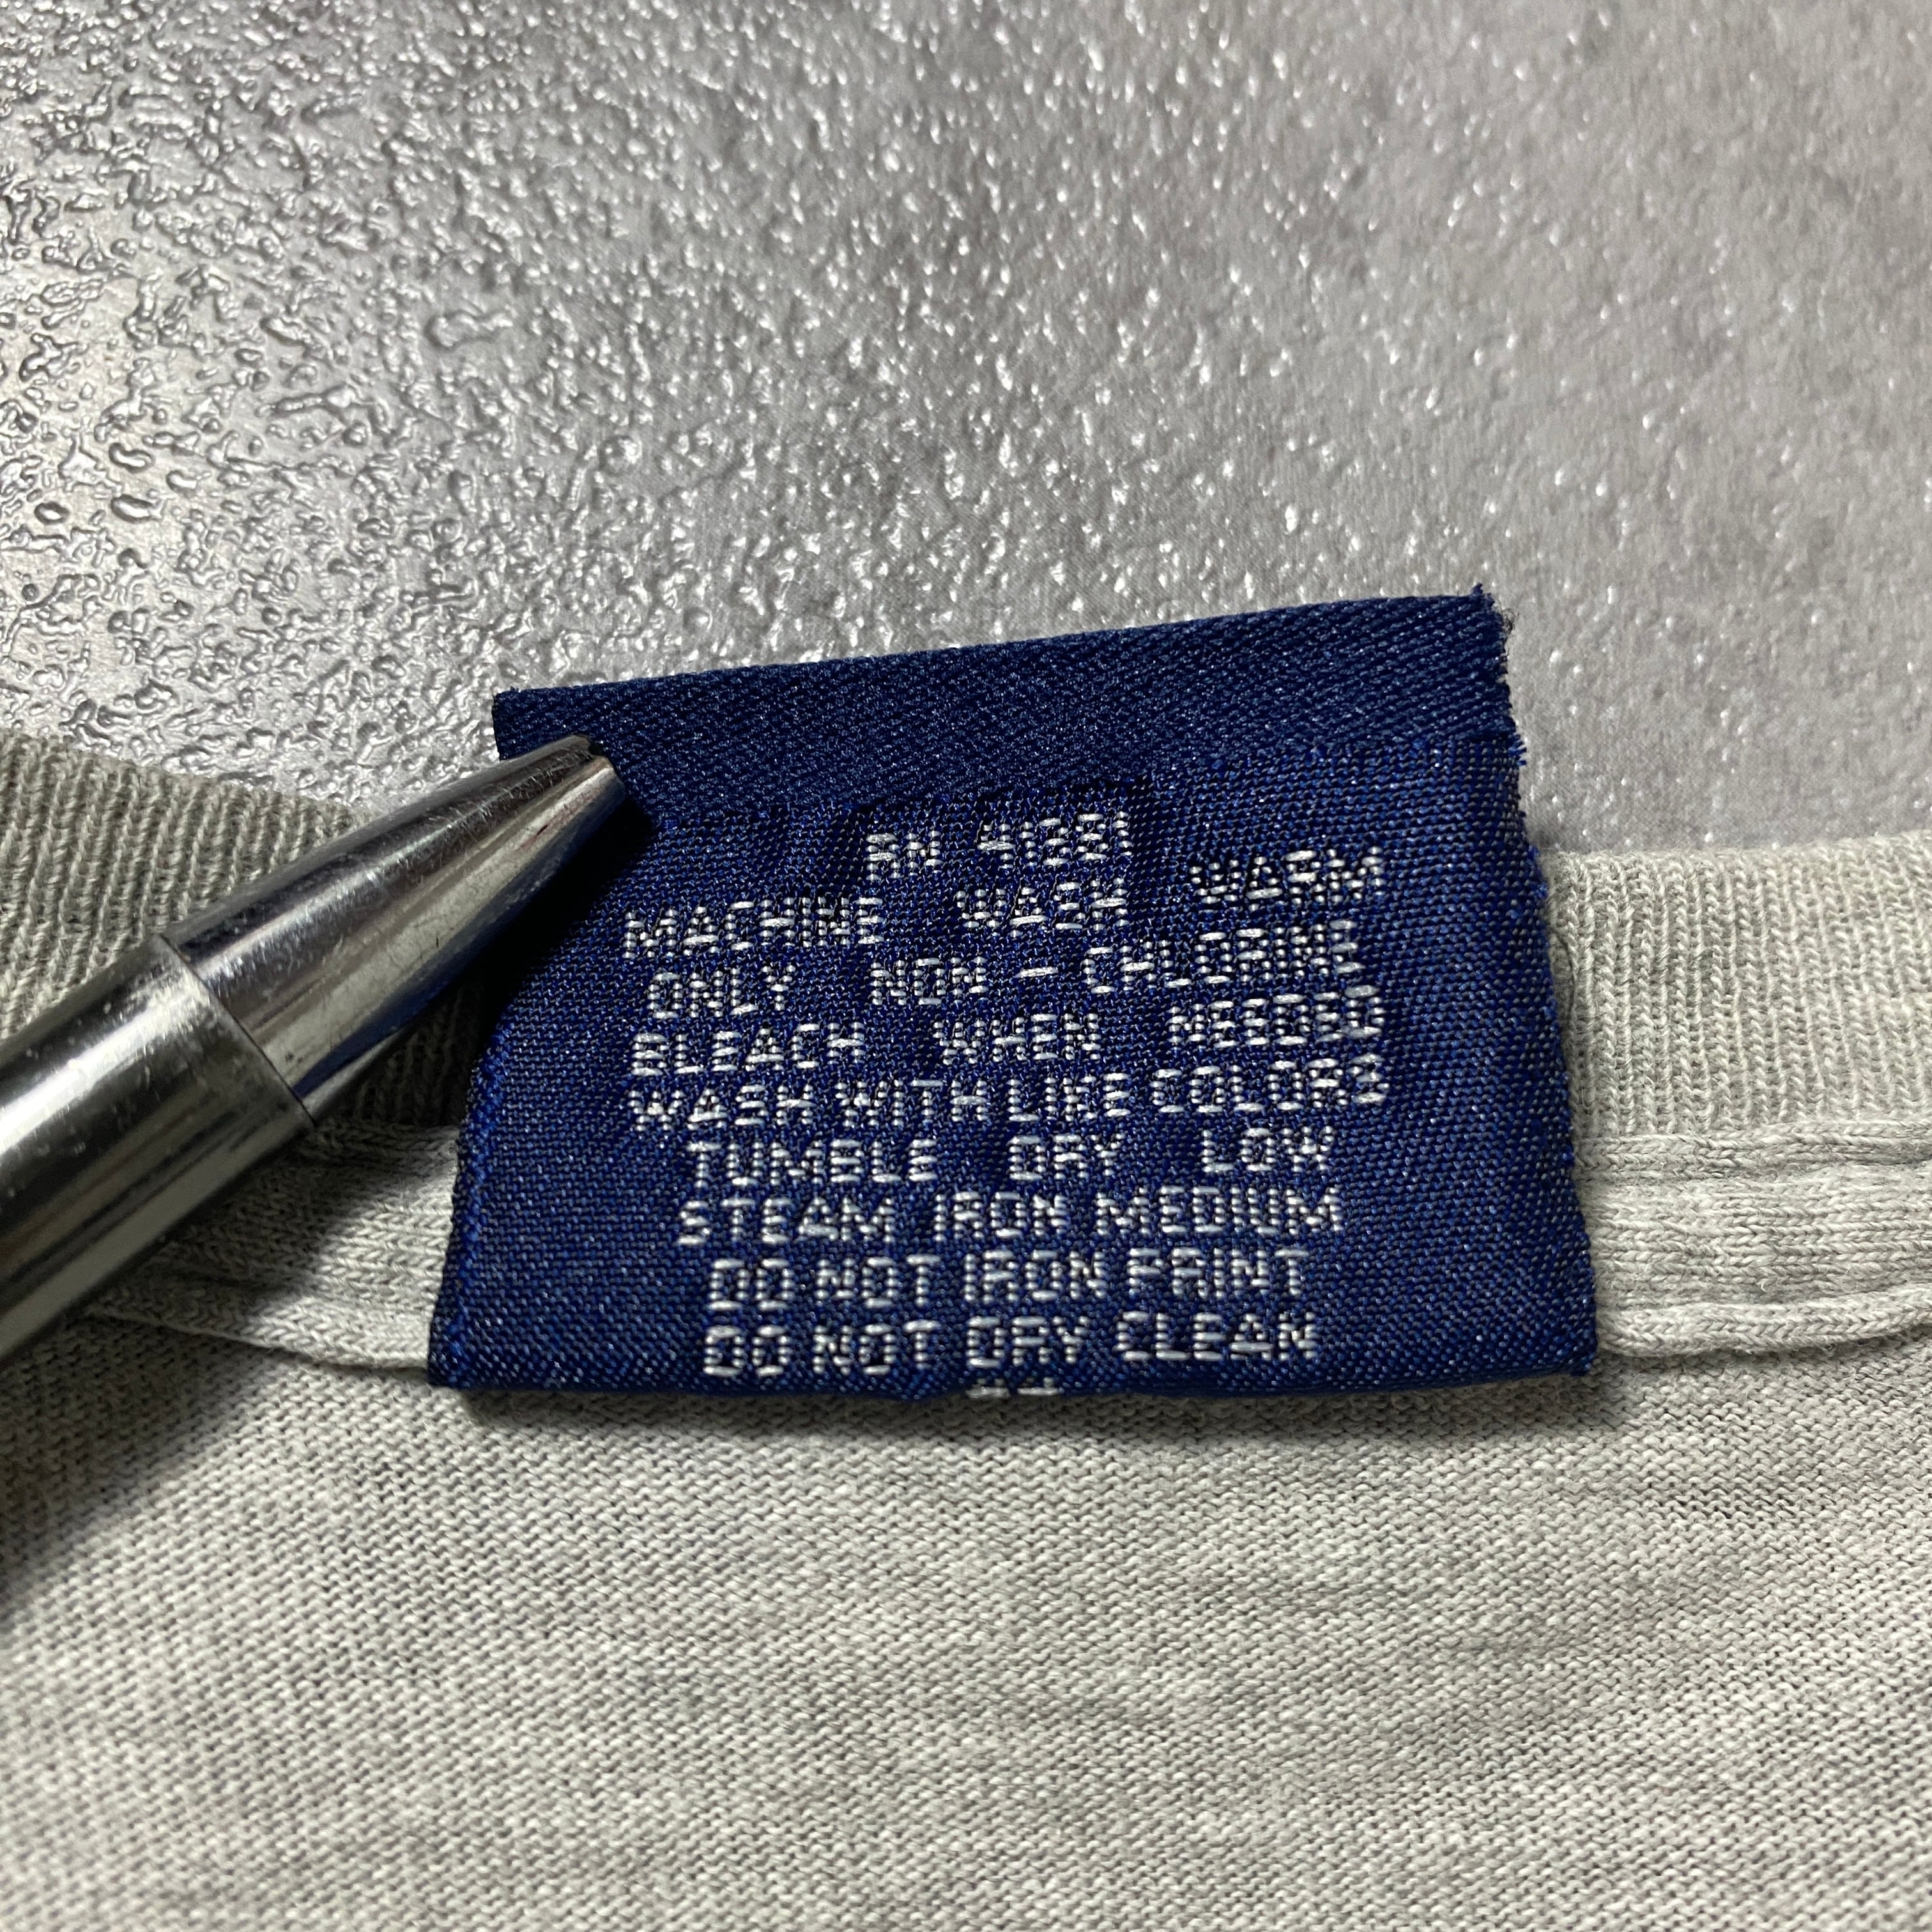 RN 41381
MACHINE WASH WARM
ONLY NON - CHLORINE
BLEACH WHEN NEEDED
WASH WITH LIKE COLORS
TUMBLE DRY LOW
STEAM IRON MEDIUM
DO NOT IRON PRINT
DO NOT DRY CLEAN